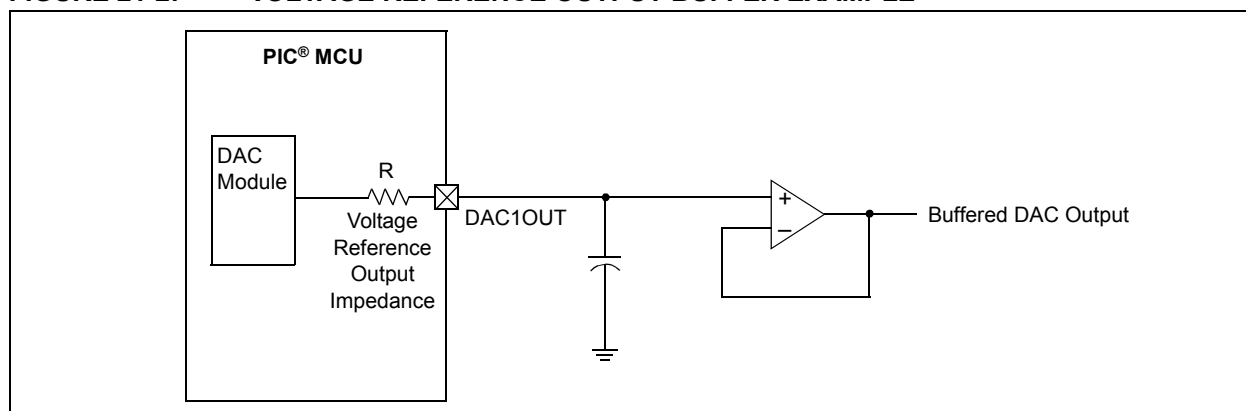 PIC® MCU
DAC
Module
R
Voltage
Reference
Output
Impedance
DAC1OUT
+
–
Buffered DAC Output